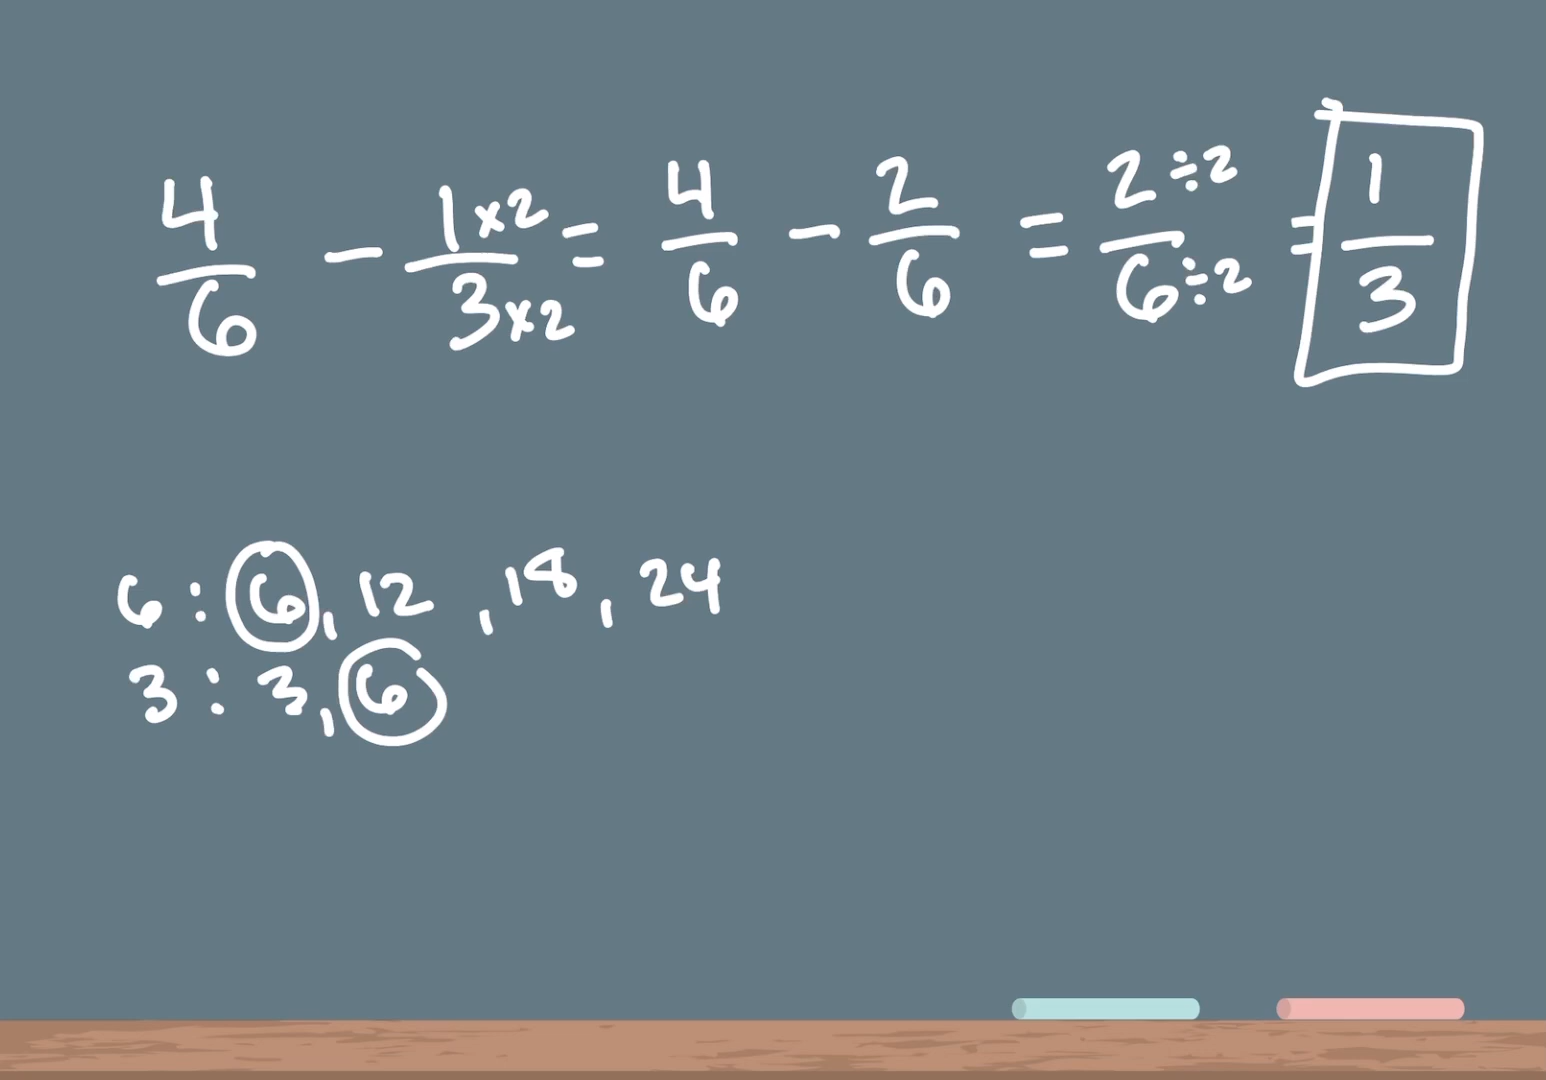 4/6 - 1×2/3×2 = 4/6 - 2/6 = 2÷2/6÷2 = 1/3
6 : 6, 12 , 18, 24
3 : 3, 6